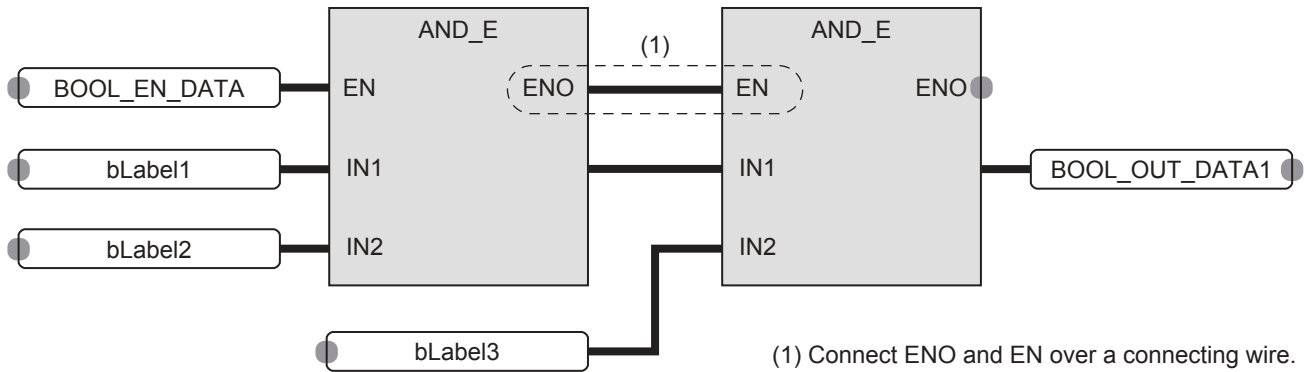 AND_E
AND_E
(1)
BOOL_EN_DATA
EN
ENO
EN
ENO
bLabel1
IN1
IN1
BOOL_OUT_DATA1
bLabel2
IN2
IN2
bLabel3
(1) Connect ENO and EN over a connecting wire.